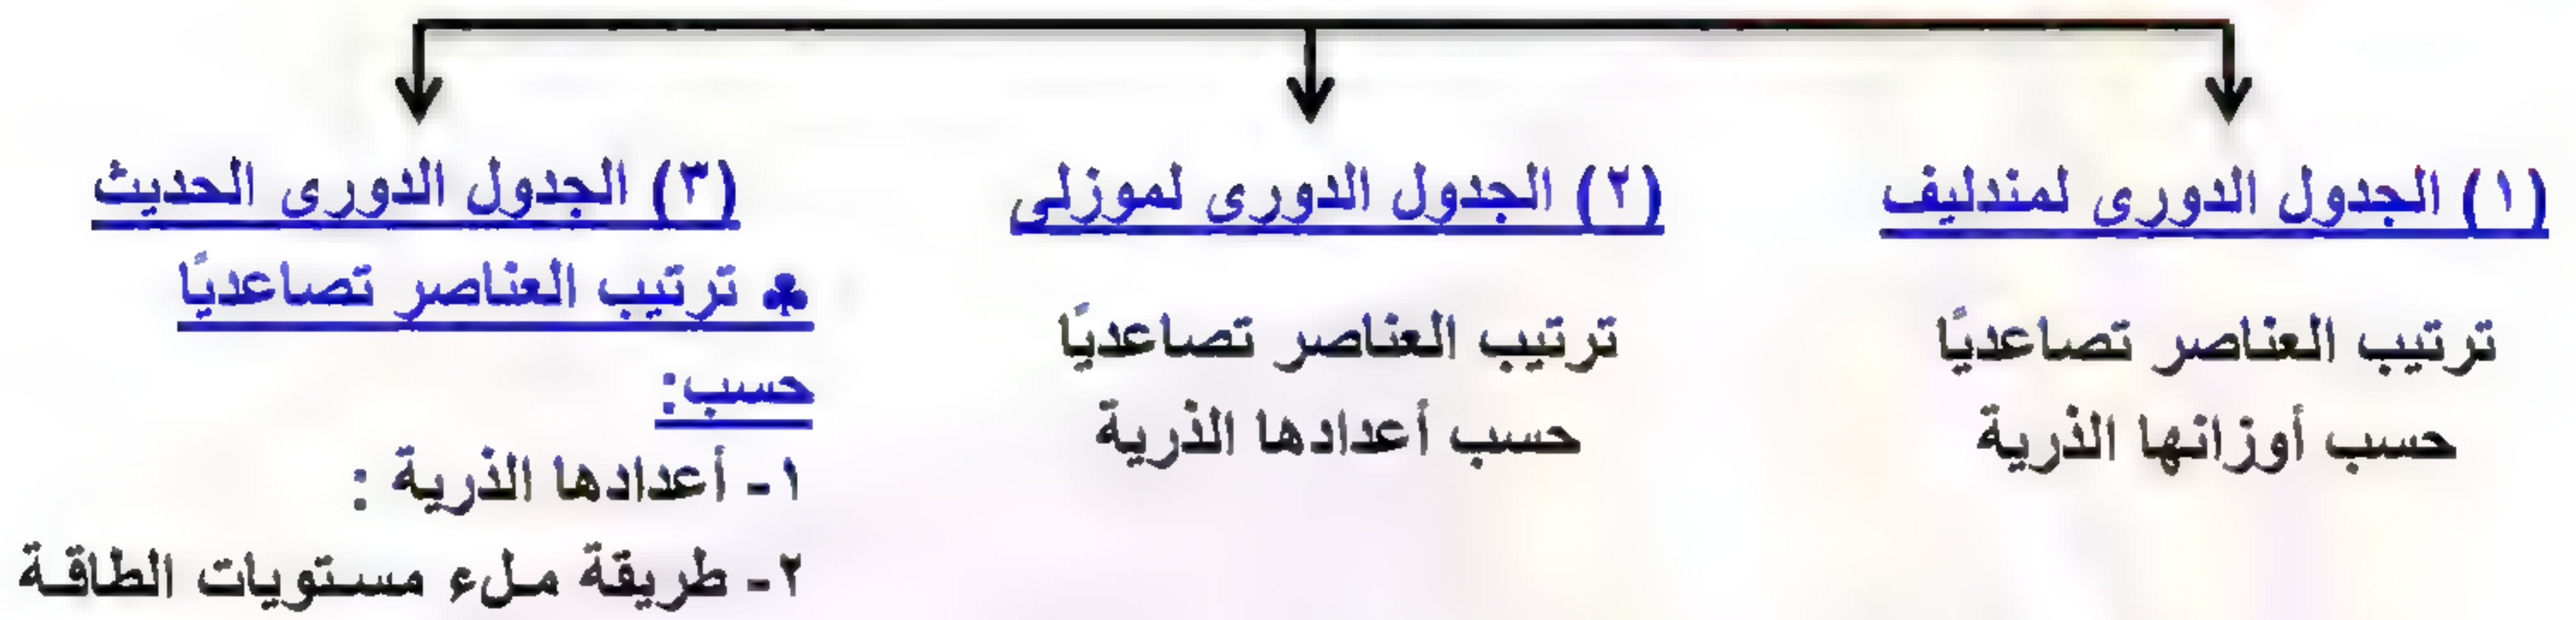 (١) الجدول الدورى لمندليف
ترتيب العناصر تصاعديًا
حسب أوزانها الذرية
(٢) الجدول الدورى لموزلى
ترتيب العناصر تصاعديًا
حسب أعدادها الذرية
(٣) الجدول الدورى الحديث
♣ ترتيب العناصر تصاعديًا
حسب:
١- أعدادها الذرية :
٢- طريقة ملء مستويات الطاقة